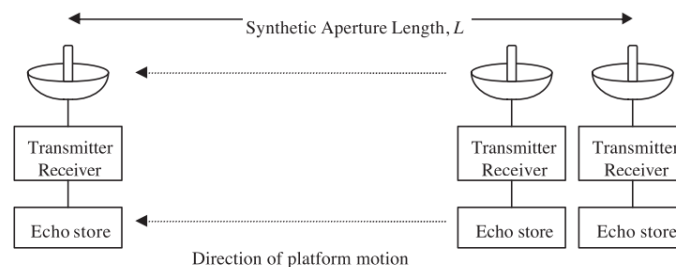 Synthetic Aperture Length, L
Transmitter Receiver
Transmitter Receiver
Transmitter Receiver
Echo store
Echo store
Echo store
Direction of platform motion